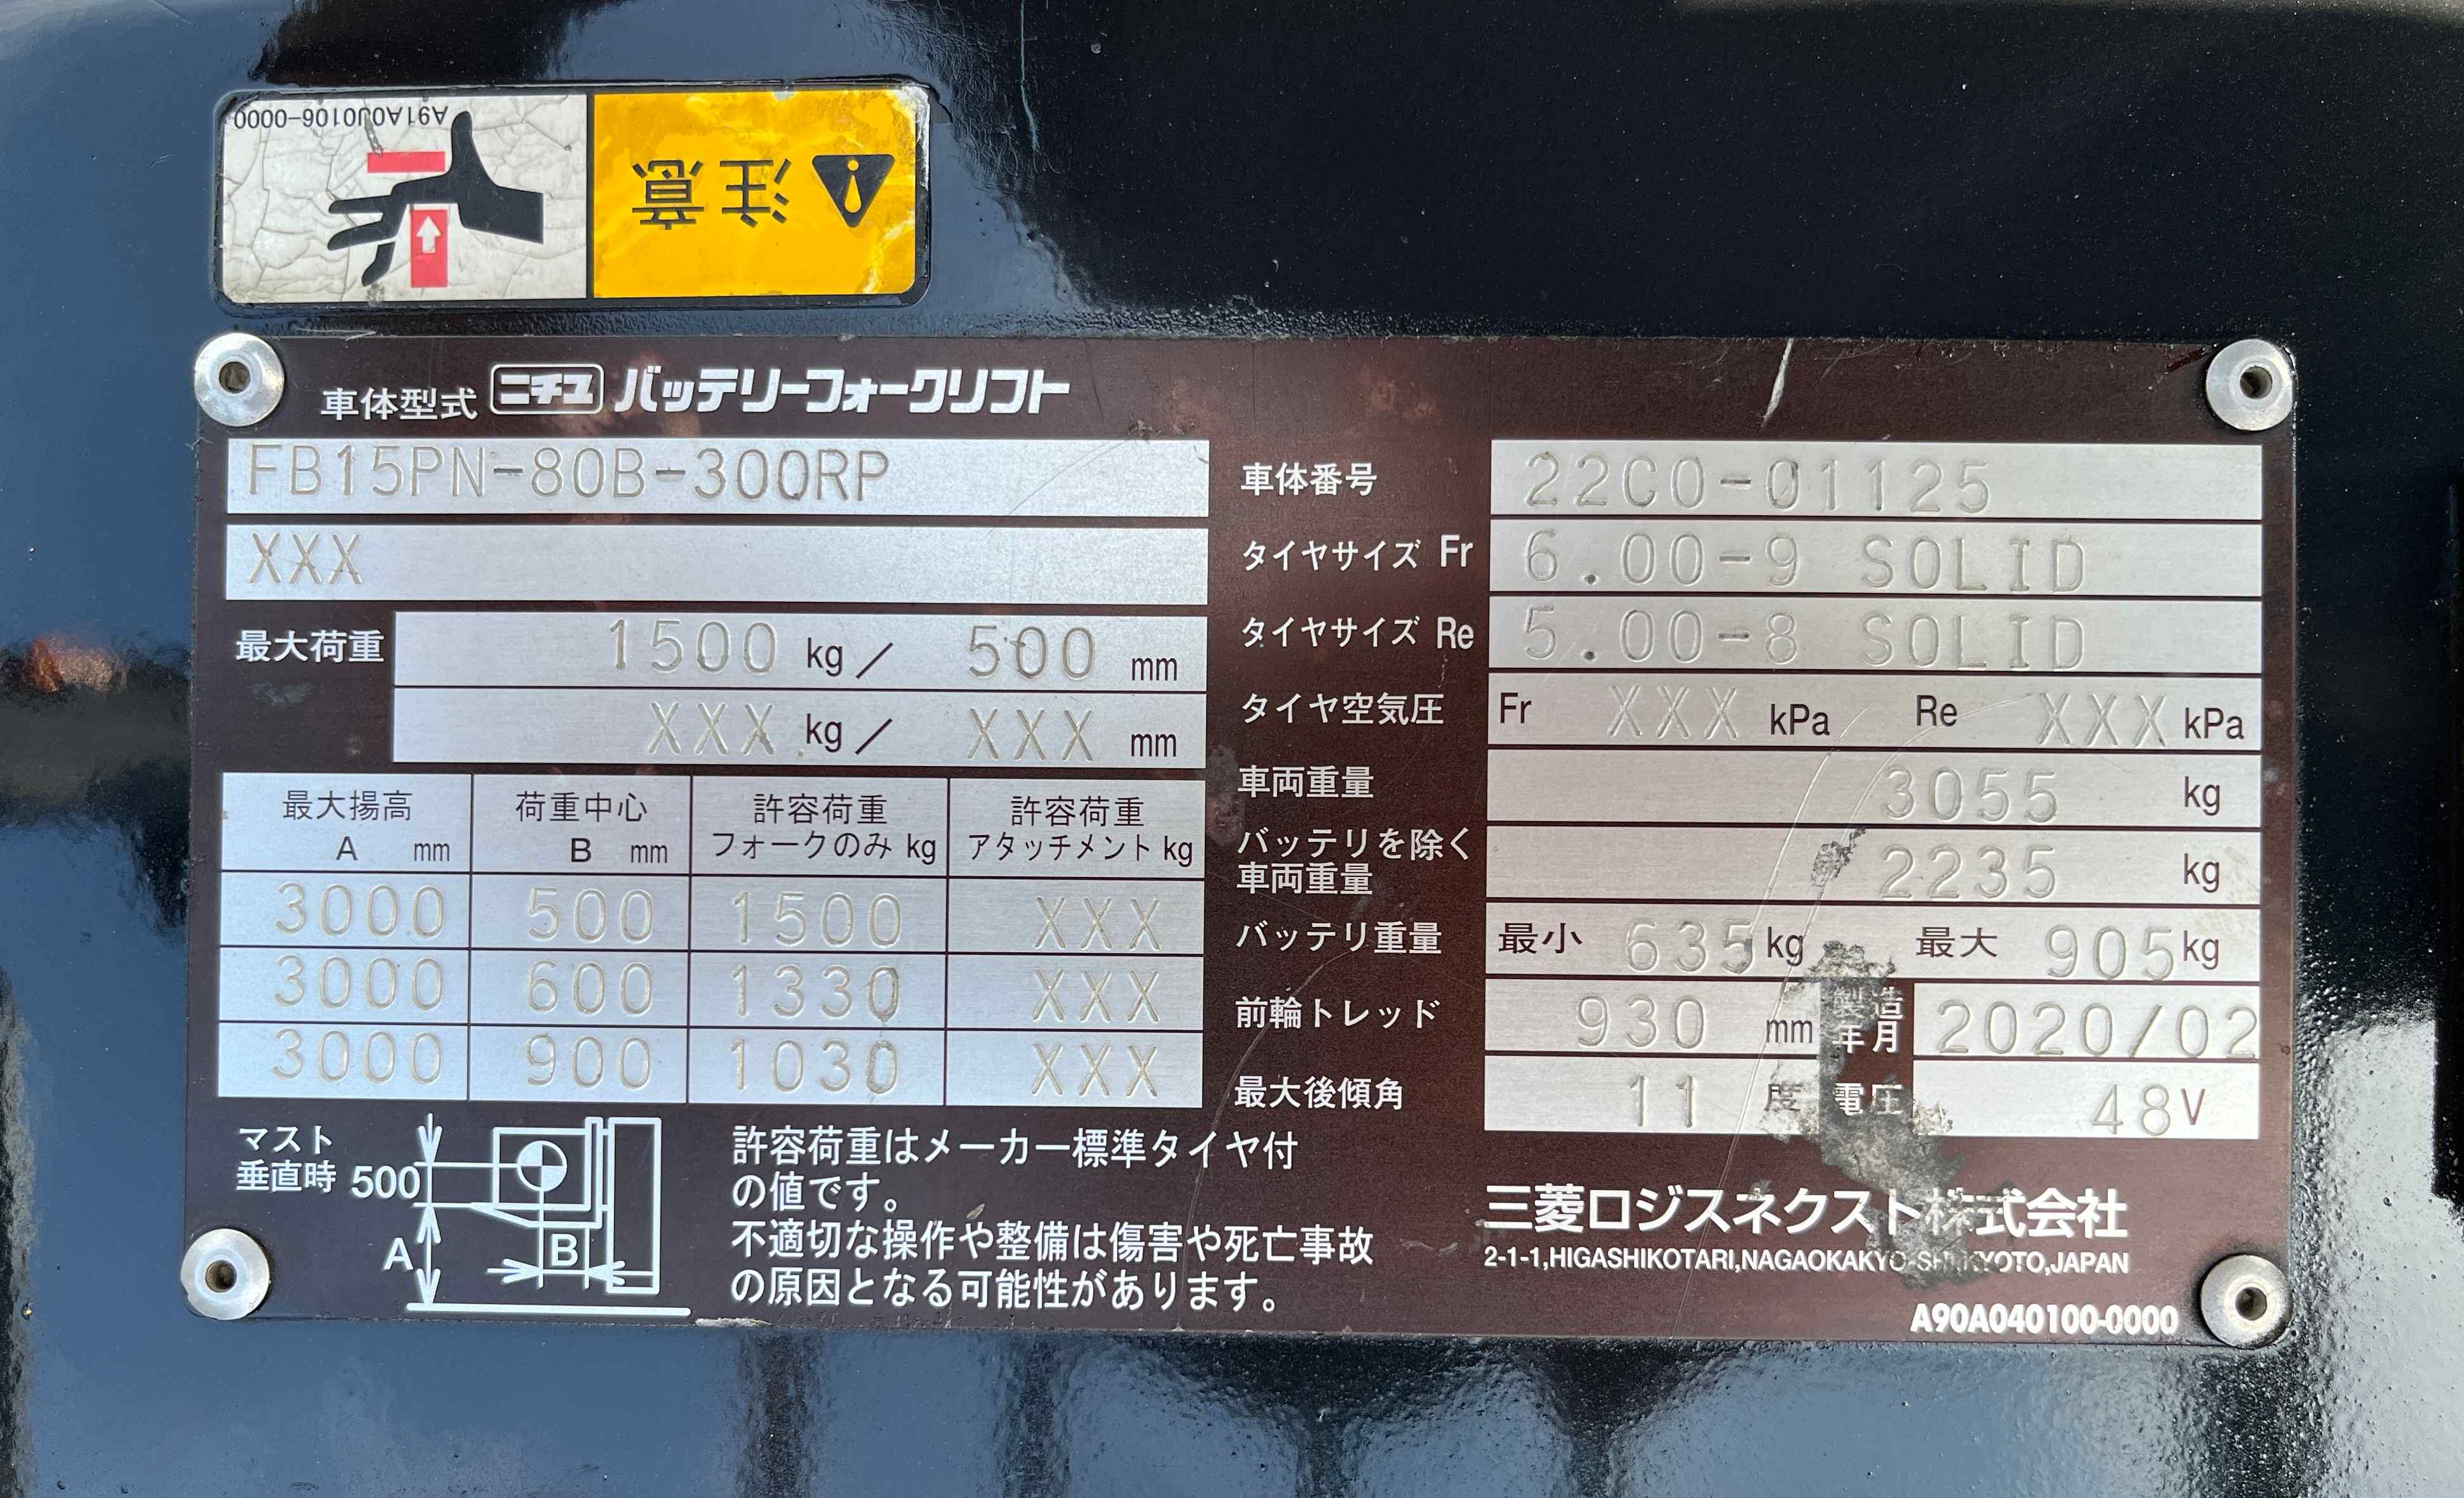 A91A0J0106-0000
注意
車体型式 ニチユ バッテリーフォークリフト
FB15PN-80B-300RP
XXX
最大荷重 1500 kg / 500 mm
XXX kg / XXX mm
最大揚高 A mm 荷重中心 B mm 許容荷重 フォークのみ kg 許容荷重 アタッチメント kg
3000 500 1500 XXX
3000 600 1330 XXX
3000 900 1030 XXX
マスト
垂直時 500
A
B
許容荷重はメーカー標準タイヤ付
の値です。
不適切な操作や整備は傷害や死亡事故
の原因となる可能性があります。
車体番号 22C0-01125
タイヤサイズ Fr 6.00-9 SOLID
タイヤサイズ Re 5.00-8 SOLID
タイヤ空気圧 Fr XXX kPa Re XXX kPa
車両重量 3055 kg
バッテリを除く
車両重量 2235 kg
バッテリ重量 最小 635 kg 最大 905 kg
前輪トレッド 930 mm 製造年月 2020/02
最大後傾角 11 度 電圧 48 V
三菱ロジスネクスト株式会社
2-1-1,HIGASHIKOTARI,NAGAOKAKYO-SHI,KYOTO,JAPAN
A90A040100-0000